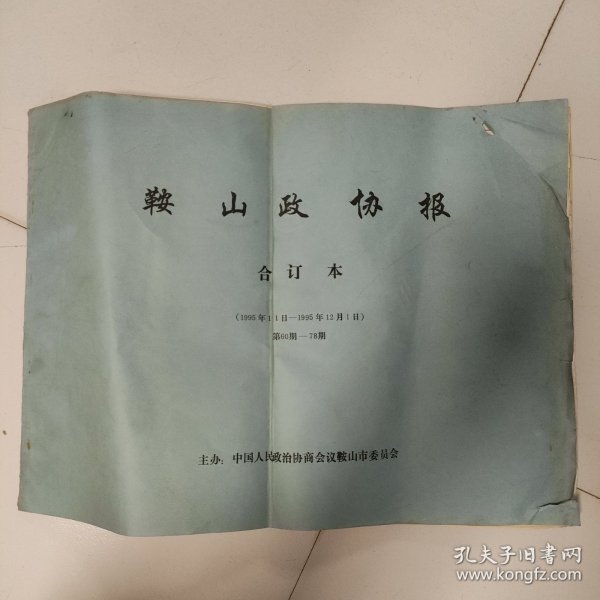 鞍山政协报
合订本
(1995年1月1日—1995年12月1日)
第60期—78期
主办：中国人民政治协商会议鞍山市委员会
孔夫子旧书网
www.kongfz.com